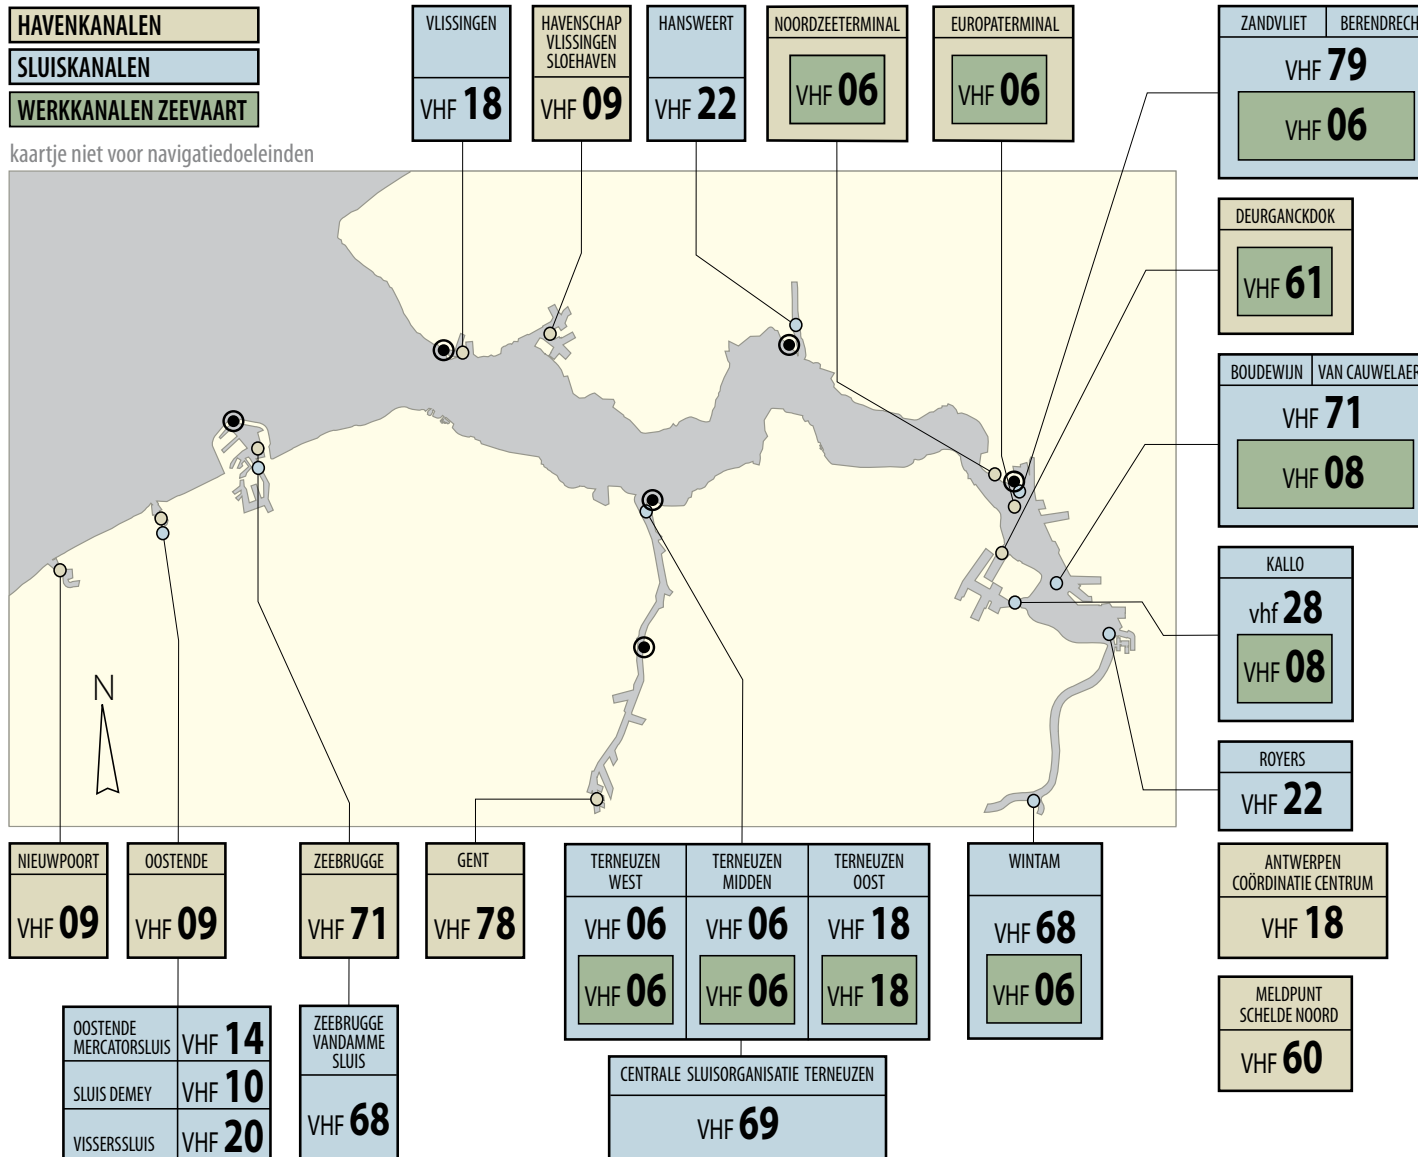 HAVENKANALEN
SLUISKANALEN
WERKKANALEN ZEEVAART
kaartje niet voor navigatiedoeleinden
VLISSINGEN
VHF 18
HAVENSCHAP
VLISSINGEN
SLOEHAVEN
VHF 09
HANSWEERT
VHF 22
NOORDZEETERMINAL
VHF 06
EUROPATERMINAL
VHF 06
ZANDVLIET
BERENDRECH
VHF 79
VHF 06
DEURGANCKDOK
VHF 61
BOUDEWIJN
VAN CAUWELAER
VHF 71
VHF 08
KALLO
vhf 28
VHF 08
ROYERS
VHF 22
N
NIEUWPOORT
VHF 09
OOSTENDE
VHF 09
ZEEBRUGGE
VHF 71
GENT
VHF 78
TERNEUZEN
WEST
VHF 06
VHF 06
TERNEUZEN
MIDDEN
VHF 06
VHF 06
TERNEUZEN
OOST
VHF 18
VHF 18
WINTAM
VHF 68
VHF 06
ANTWERPEN
COÖRDINATIE CENTRUM
VHF 18
MELDPUNT
SCHELDE NOORD
VHF 60
OOSTENDE
MERCATORSLUIS
VHF 14
SLUIS DEMEY
VHF 10
VISSERSSLUIS
VHF 20
ZEEBRUGGE
VANDAMME
SLUIS
VHF 68
CENTRALE SLUISORGANISATIE TERNEUZEN
VHF 69